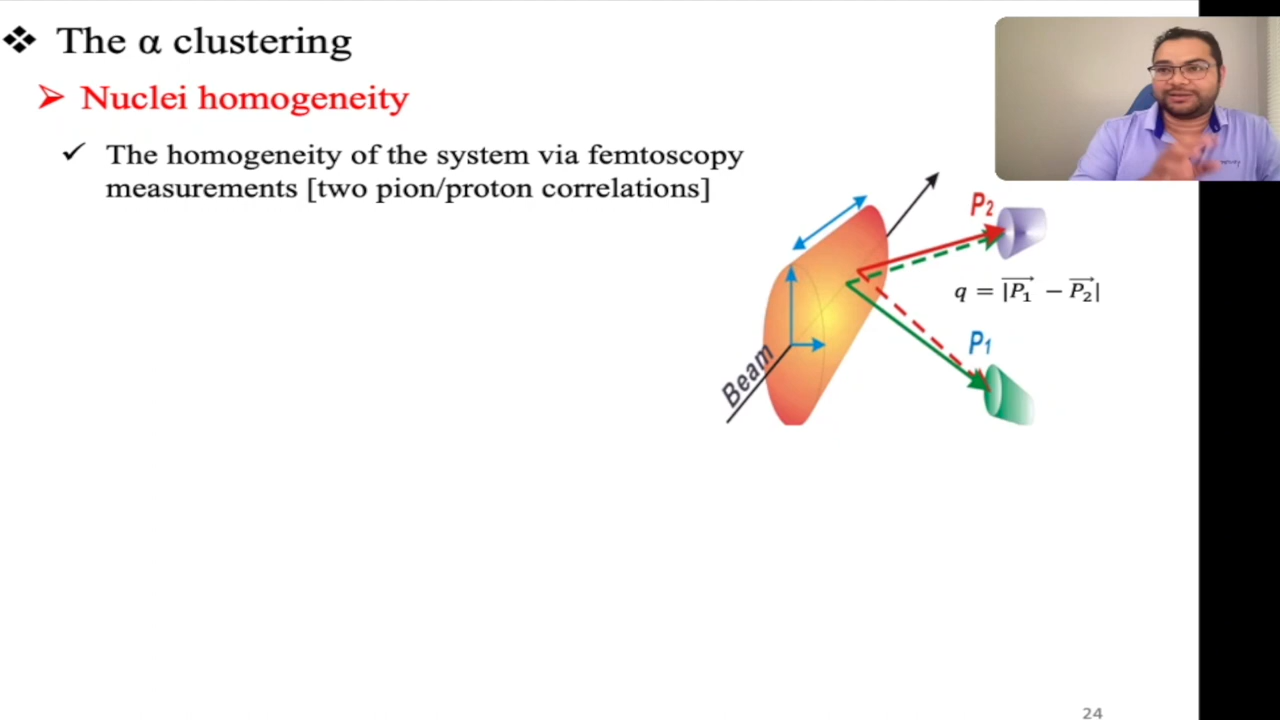 ❖ The α clustering
➢ Nuclei homogeneity
✓ The homogeneity of the system via femtoscopy
measurements [two pion/proton correlations]
P₂
q = |P₁⃗ − P₂⃗|
P₁
Beam
24